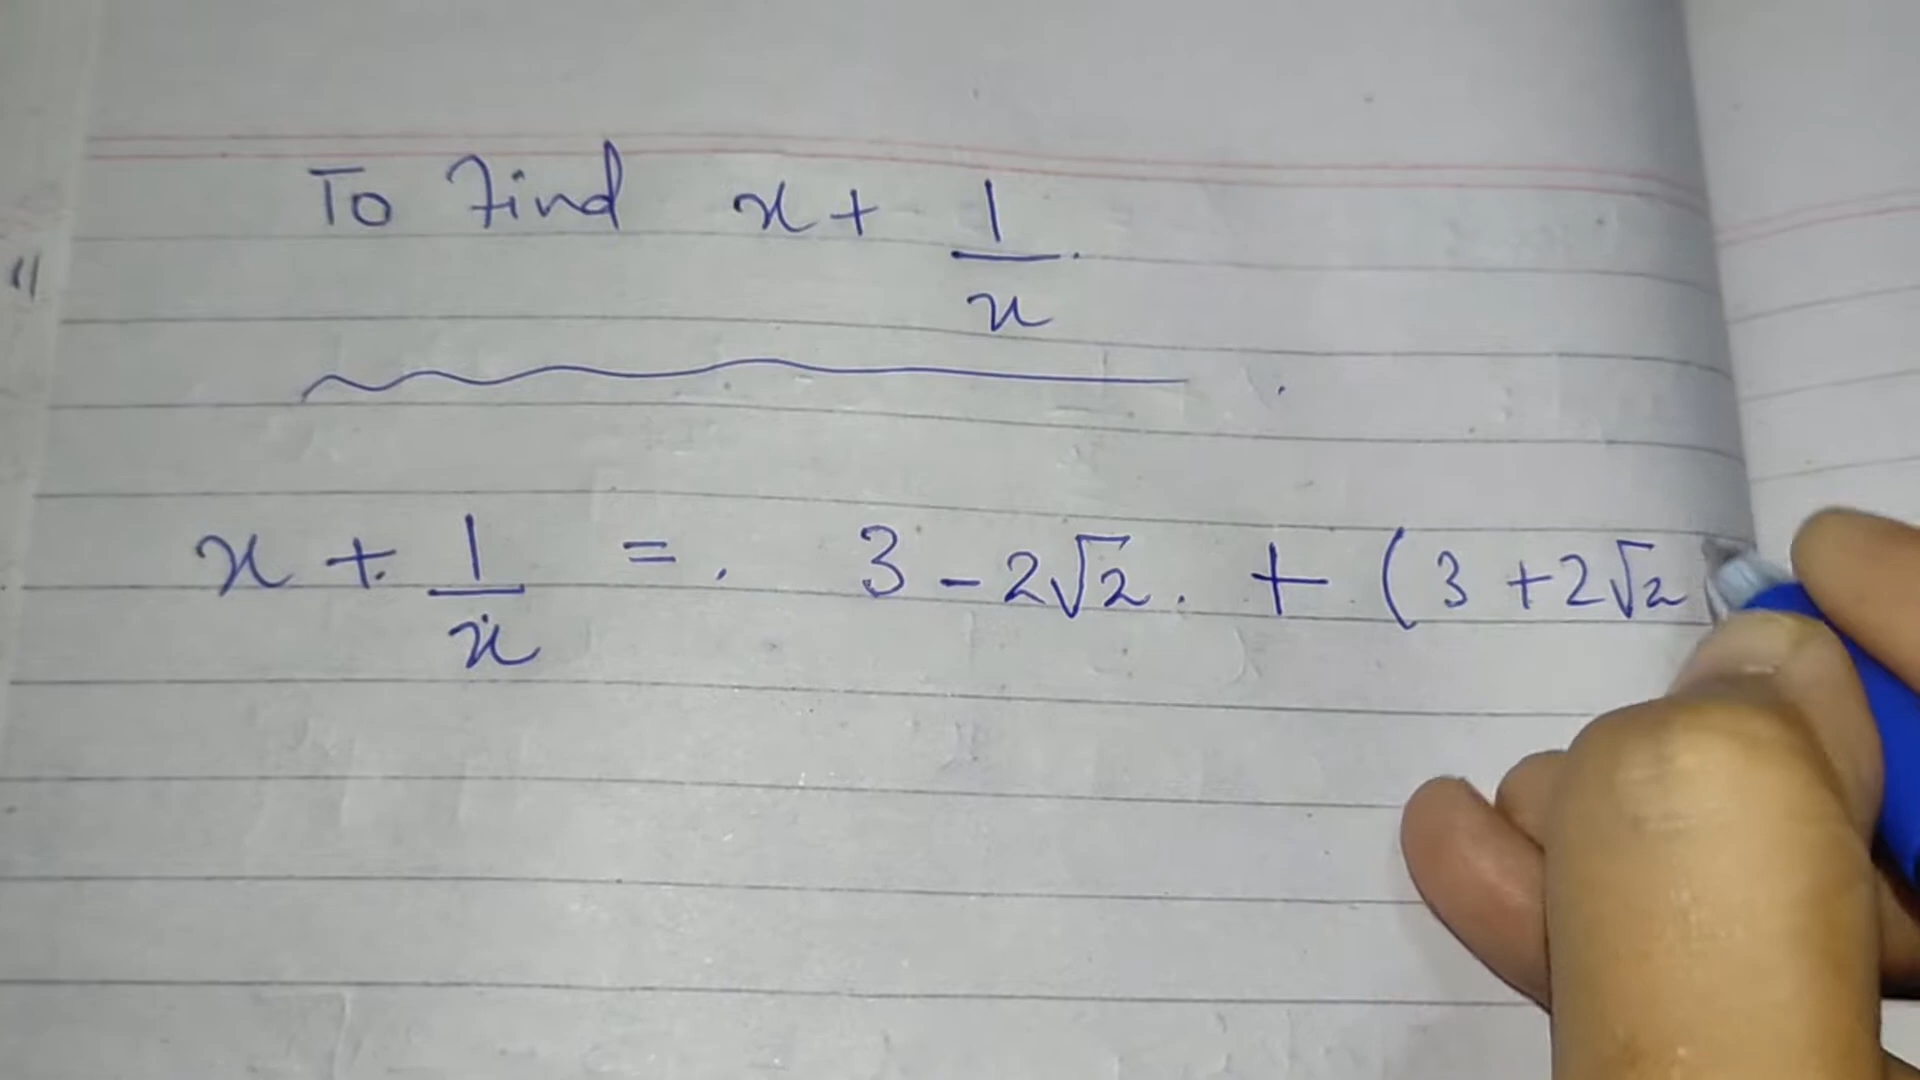 To find x + 1/x
x + 1/x = 3 - 2√2 + (3 + 2√2)